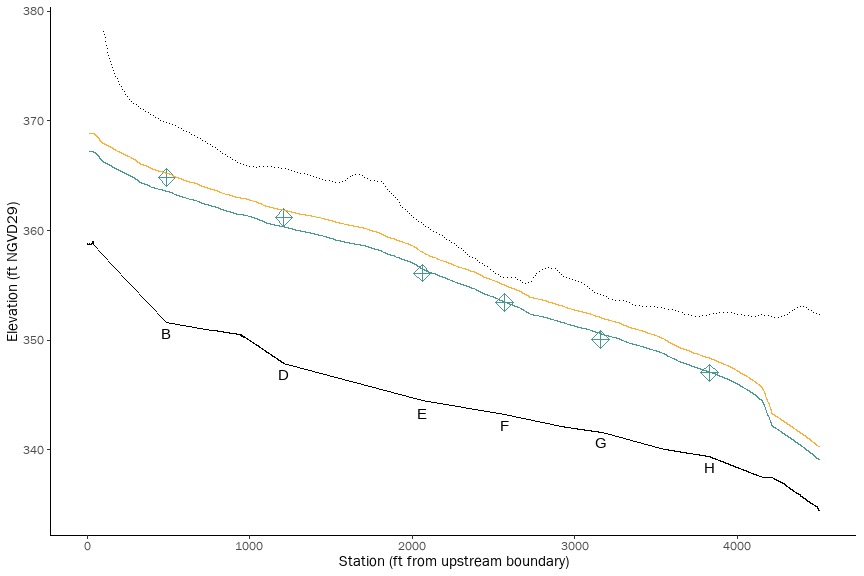 380
370
360
350
340
Elevation (ft NGVD29)
B
D
E
F
G
H
0 1000 2000 3000 4000
Station (ft from upstream boundary)